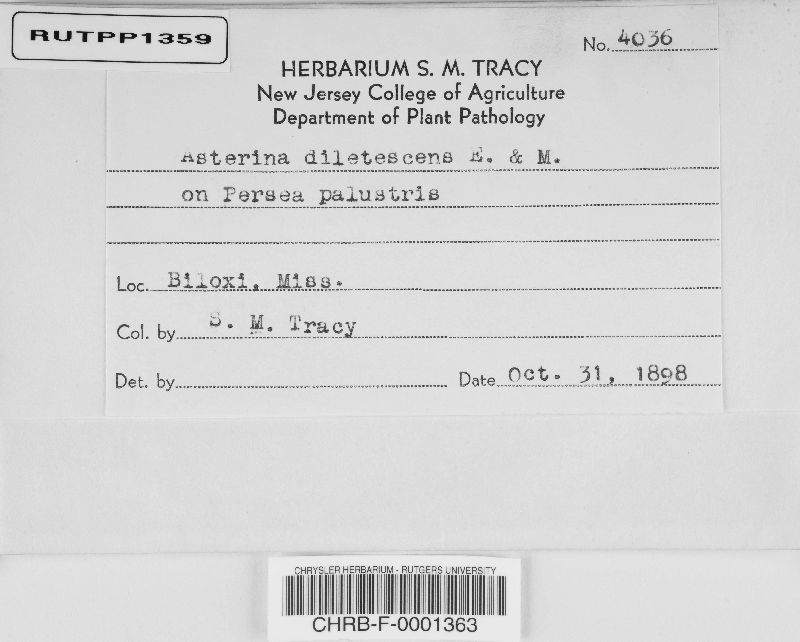 RUTPP1359
No. 4036
HERBARIUM S. M. TRACY
New Jersey College of Agriculture
Department of Plant Pathology
Asterina diletescens E. & M.
on Persea palustris
Loc. Biloxi, Miss.
Col. by S. M. Tracy
Det. by
Date Oct. 31, 1898
CHRYSLER HERBARIUM - RUTGERS UNIVERSITY
CHRB-F-0001363